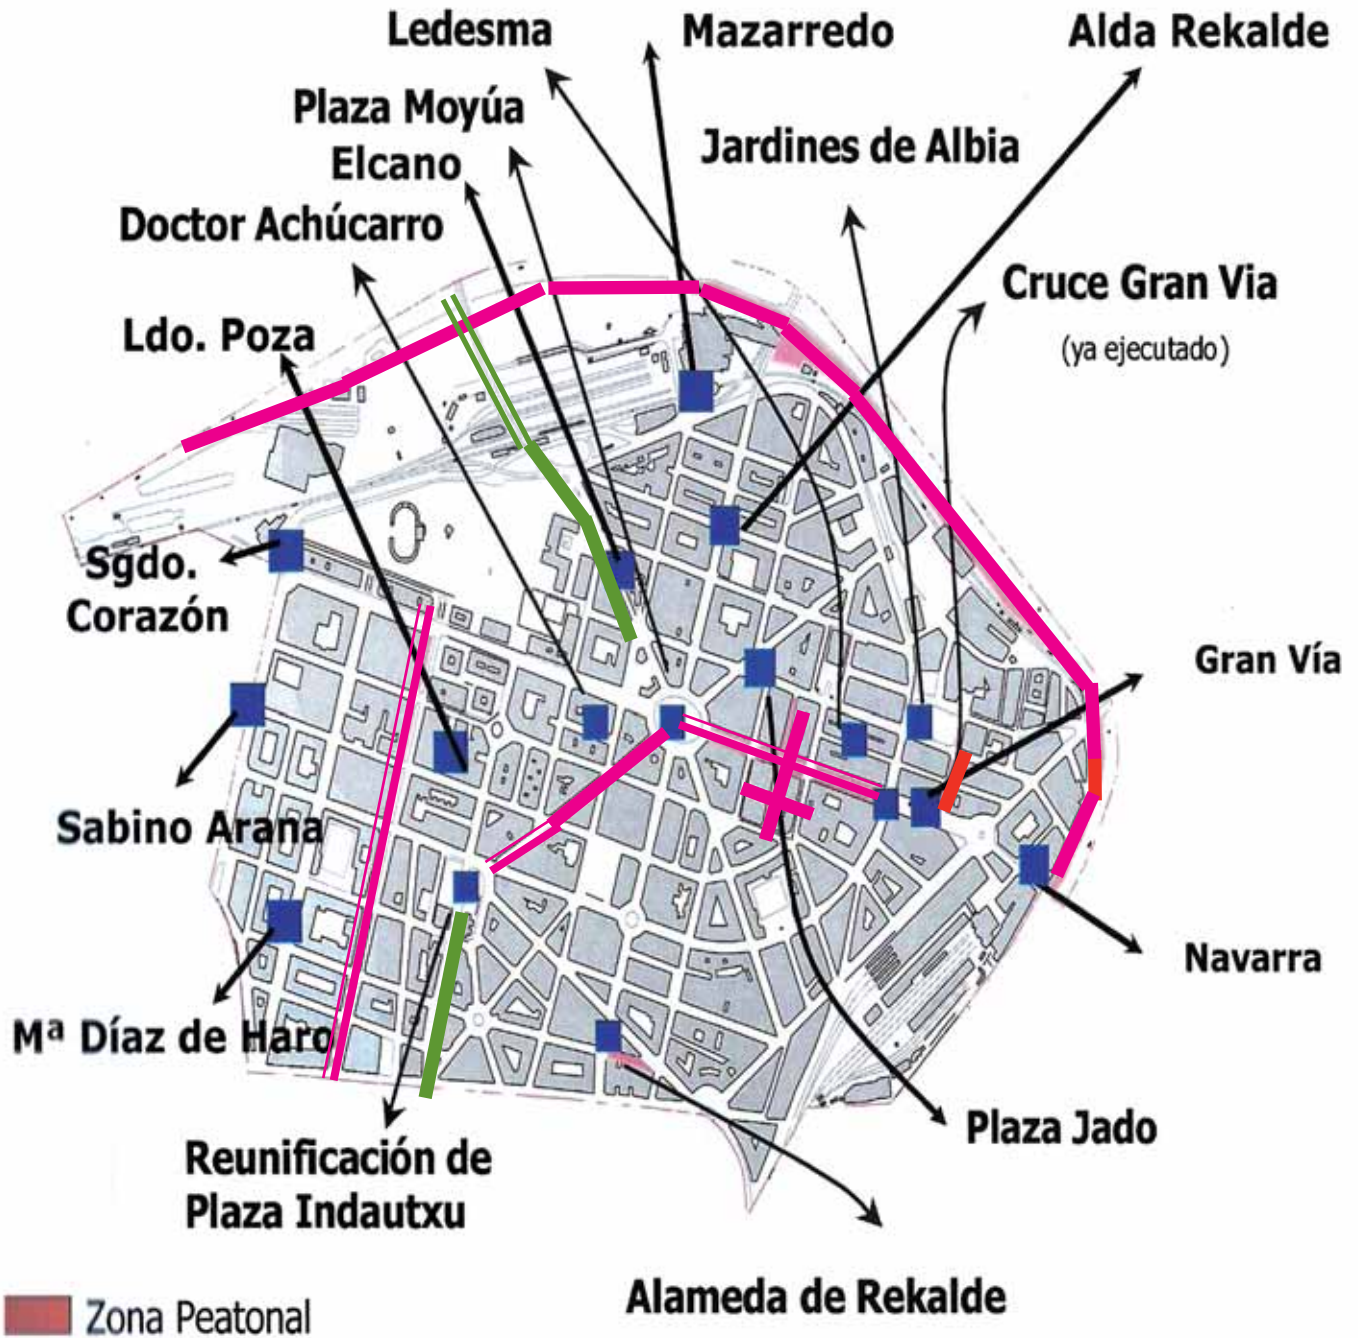 Ledesma
Mazarredo
Alda Rekalde
Plaza Moyúa
Jardines de Albia
Elcano
Doctor Achúcarro
Cruce Gran Via
(ya ejecutado)
Ldo. Poza
Sgdo.
Corazón
Gran Vía
Sabino Arana
Navarra
Mª Díaz de Haro
Plaza Jado
Reunificación de
Plaza Indautxu
Alameda de Rekalde
Zona Peatonal